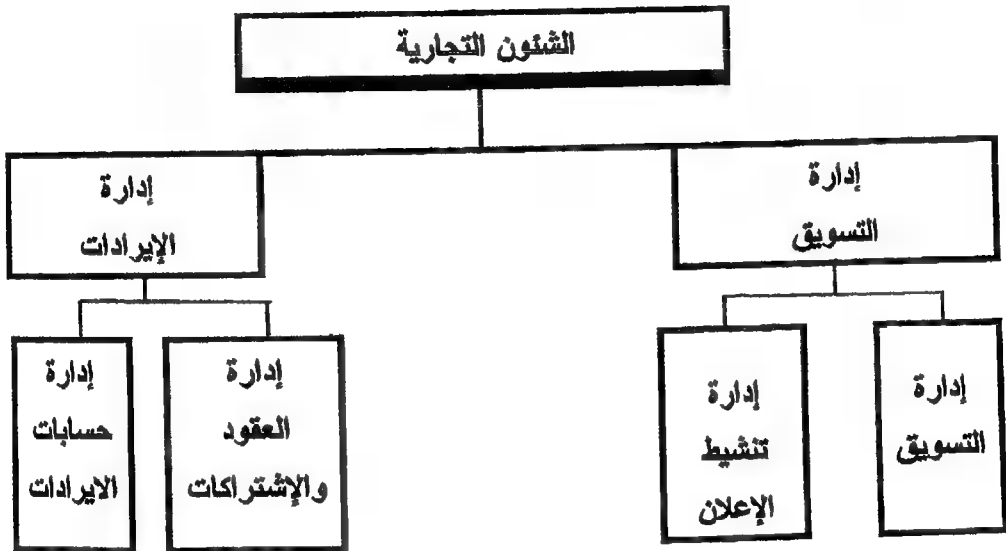 الشئون التجارية
إدارة
التسويق
إدارة
الإيرادات
إدارة
التسويق
إدارة
تنشيط
الإعلان
إدارة
العقود
والإشتراكات
إدارة
حسابات
الايرادات